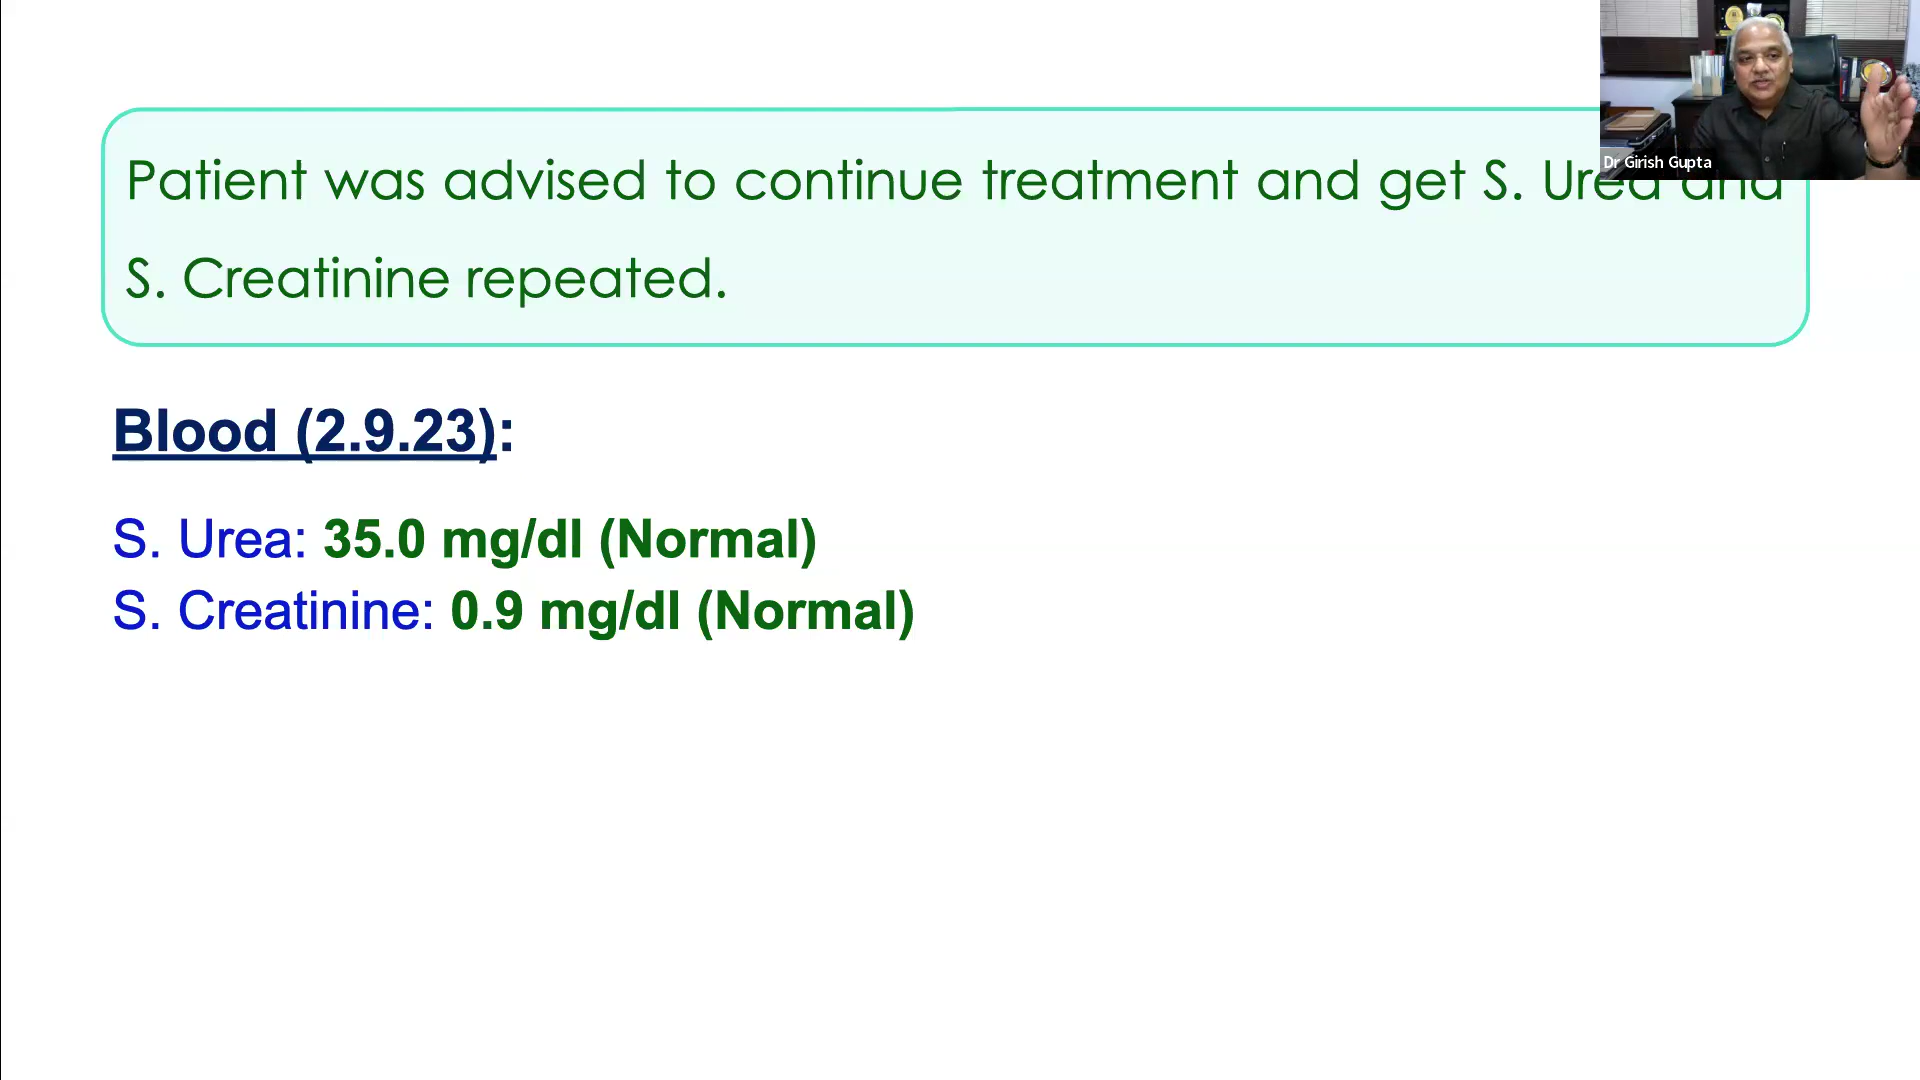 Patient was advised to continue treatment and get S. Urea and
S. Creatinine repeated.
Blood (2.9.23):
S. Urea: 35.0 mg/dl (Normal)
S. Creatinine: 0.9 mg/dl (Normal)
Dr Girish Gupta